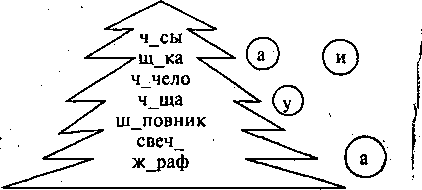 ч_сы
щ_ка
ч_чело
ч_ща
ш_повник
свеч_
ж_раф
а
и
у
а